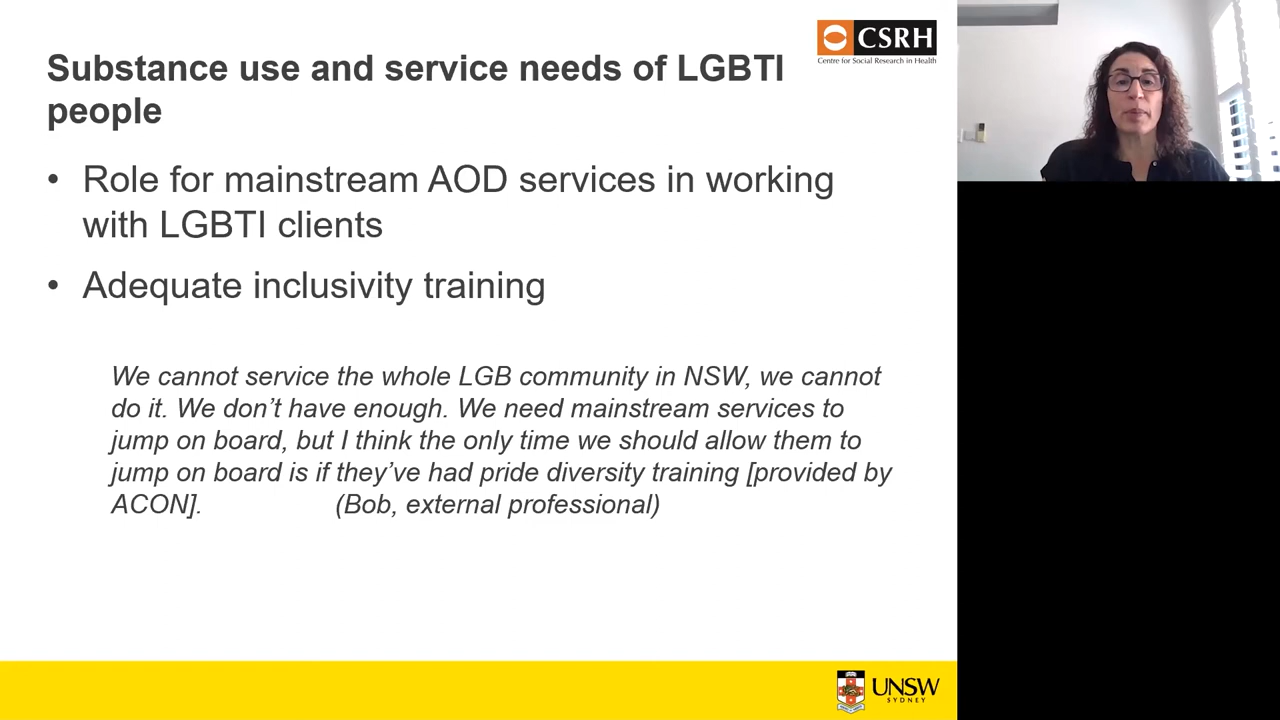 CSRH
Centre for Social Research in Health
Substance use and service needs of LGBTI
people
• Role for mainstream AOD services in working
with LGBTI clients
• Adequate inclusivity training
We cannot service the whole LGB community in NSW, we cannot
do it. We don’t have enough. We need mainstream services to
jump on board, but I think the only time we should allow them to
jump on board is if they’ve had pride diversity training [provided by
ACON]. (Bob, external professional)
UNSW
SYDNEY